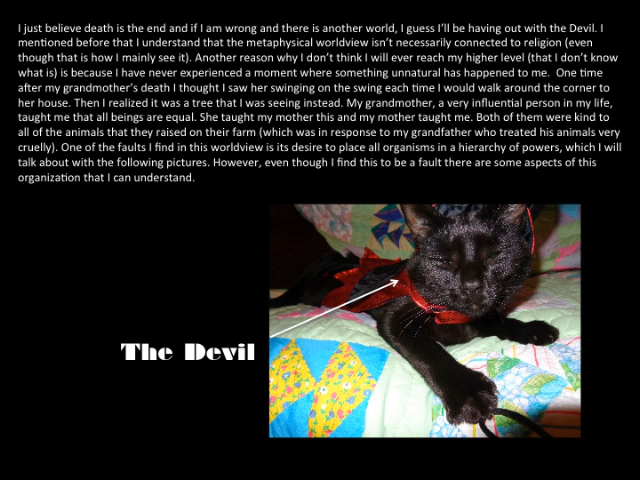 I just believe death is the end and if I am wrong and there is another world, I guess I'll be having out with the Devil. I
mentioned before that I understand that the metaphysical worldview isn't necessarily connected to religion (even
though that is how I mainly see it). Another reason why I don't think I will ever reach my higher level (that I don't know
what is) is because I have never experienced a moment where something unnatural has happened to me.  One time
after my grandmother's death I thought I saw her swinging on the swing each time I would walk around the corner to
her house. Then I realized it was a tree that I was seeing instead. My grandmother, a very influential person in my life,
taught me that all beings are equal. She taught my mother this and my mother taught me. Both of them were kind to
all of the animals that they raised on their farm (which was in response to my grandfather who treated his animals very
cruelly). One of the faults I find in this worldview is its desire to place all organisms in a hierarchy of powers, which I will
talk about with the following pictures. However, even though I find this to be a fault there are some aspects of this
organization that I can understand.
The Devil